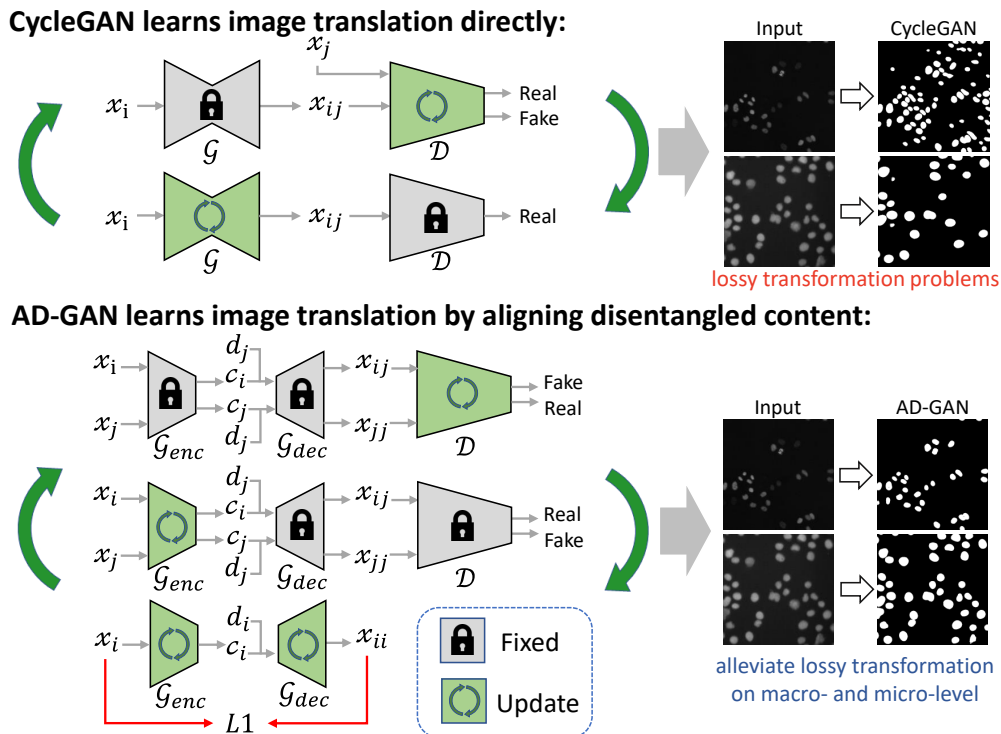 CycleGAN learns image translation directly:
x_j
x_i
x_ij
Real
Fake
𝒢
𝒟
x_i
x_ij
Real
𝒢
𝒟
Input
CycleGAN
lossy transformation problems
AD-GAN learns image translation by aligning disentangled content:
x_i
d_j
c_i
x_ij
Fake
x_j
c_j
d_j
x_jj
Real
𝒢_enc
𝒢_dec
𝒟
x_i
d_j
c_i
x_ij
Real
x_j
c_j
d_j
x_jj
Fake
𝒢_enc
𝒢_dec
𝒟
x_i
d_i
c_i
x_ii
𝒢_enc
𝒢_dec
L1
Fixed
Update
Input
AD-GAN
alleviate lossy transformation
on macro- and micro-level